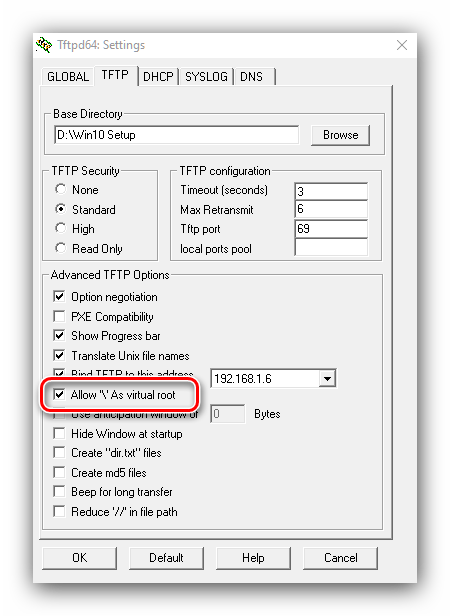 Tftpd64: Settings
GLOBAL TFTP DHCP SYSLOG DNS
Base Directory
D:\Win10 Setup Browse
TFTP Security
None
Standard
High
Read Only
TFTP configuration
Timeout (seconds) 3
Max Retransmit 6
Tftp port 69
local ports pool
Advanced TFTP Options
Option negotiation
PXE Compatibility
Show Progress bar
Translate Unix file names
Bind TFTP to this address 192.168.1.6
Allow '\' As virtual root
Use anticipation window of 0 Bytes
Hide Window at startup
Create "dir.txt" files
Create md5 files
Beep for long transfer
Reduce '//' in file path
OK Default Help Cancel